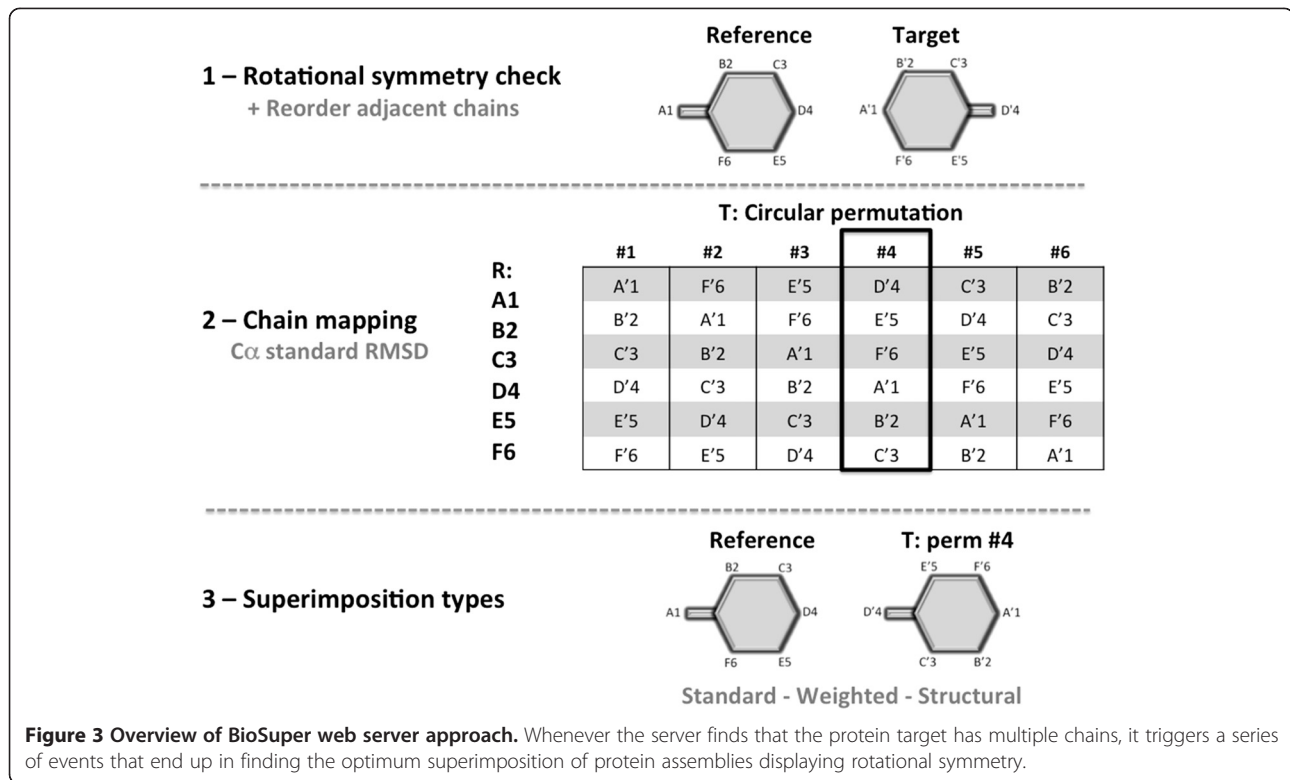 Reference Target
1 – Rotational symmetry check
+ Reorder adjacent chains
B2 C3 B'2 C'3
A1 D4 A'1 D'4
F6 E5 F'6 E'5
T: Circular permutation
#1 #2 #3 #4 #5 #6
R:
A1 A'1 F'6 E'5 D'4 C'3 B'2
B2 B'2 A'1 F'6 E'5 D'4 C'3
C3 C'3 B'2 A'1 F'6 E'5 D'4
D4 D'4 C'3 B'2 A'1 F'6 E'5
E5 E'5 D'4 C'3 B'2 A'1 F'6
F6 F'6 E'5 D'4 C'3 B'2 A'1
2 – Chain mapping
Cα standard RMSD
Reference T: perm #4
B2 C3 E'5 F'6
3 – Superimposition types
A1 D4 D'4 A'1
F6 E5 C'3 B'2
Standard - Weighted - Structural
Figure 3 Overview of BioSuper web server approach. Whenever the server finds that the protein target has multiple chains, it triggers a series
of events that end up in finding the optimum superimposition of protein assemblies displaying rotational symmetry.